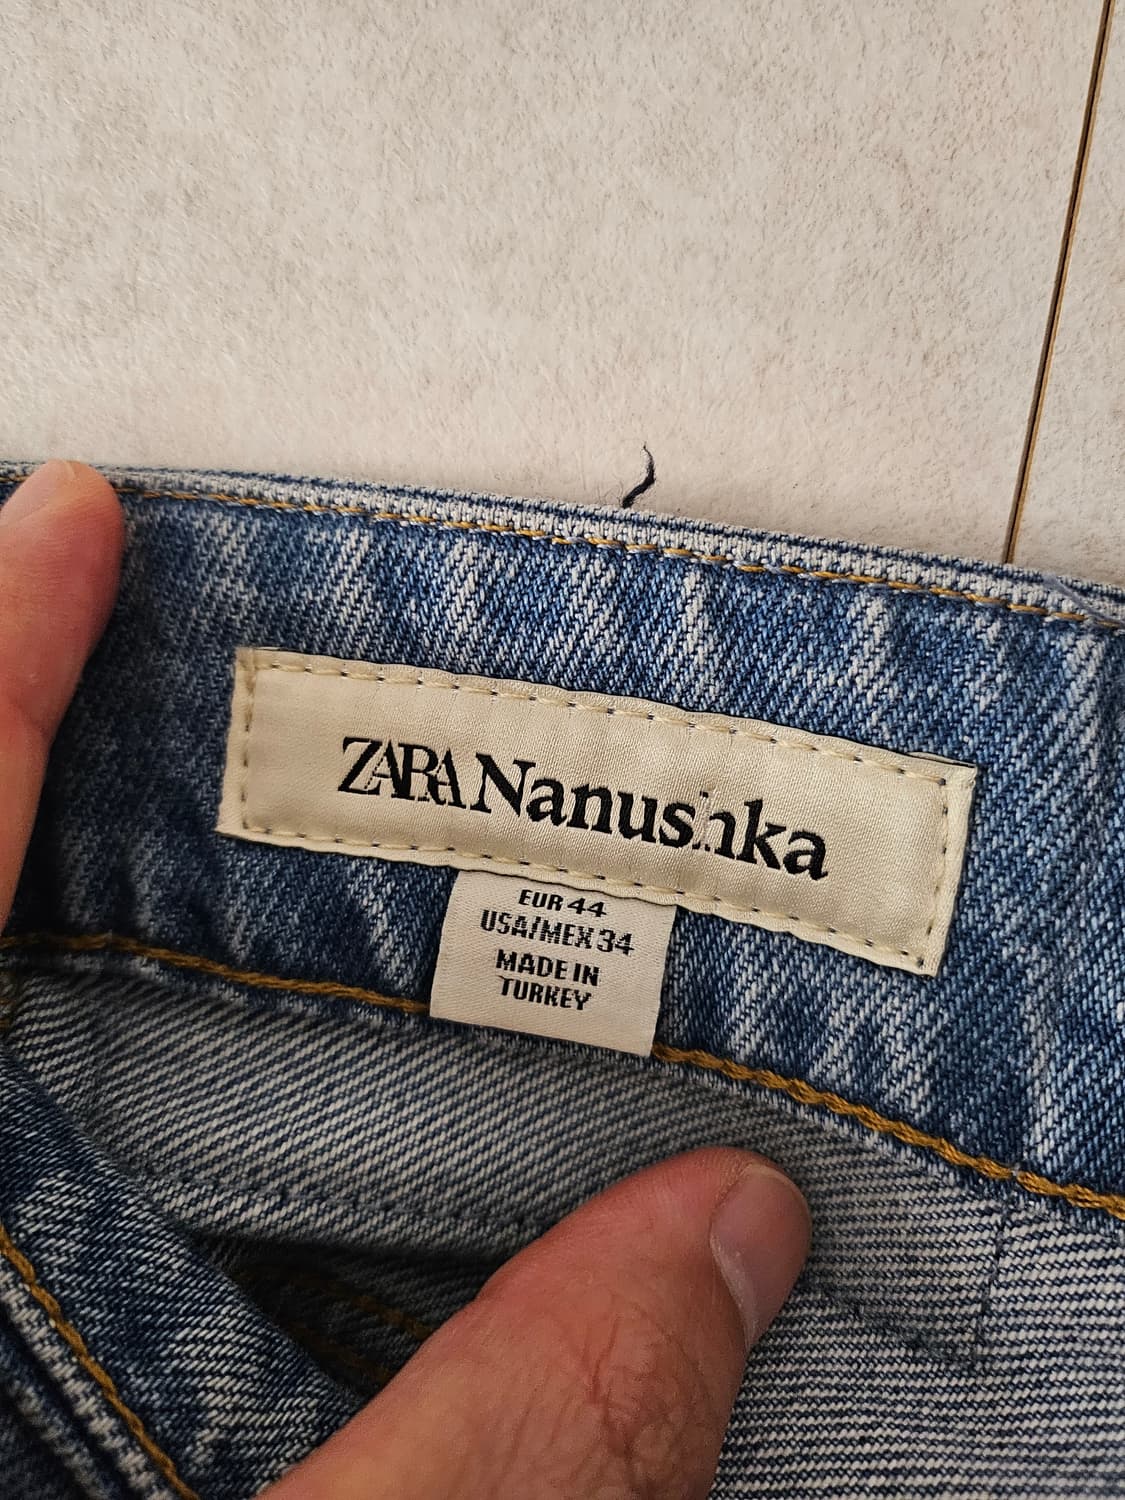 ZARA Nanushka
EUR 44
USA/MEX 34
MADE IN
TURKEY